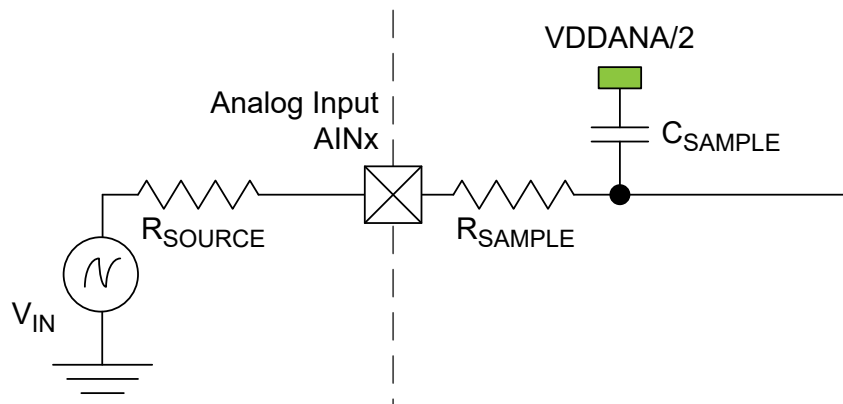 VDDANA/2
Analog Input
AINx
CSAMPLE
RSOURCE
RSAMPLE
VIN